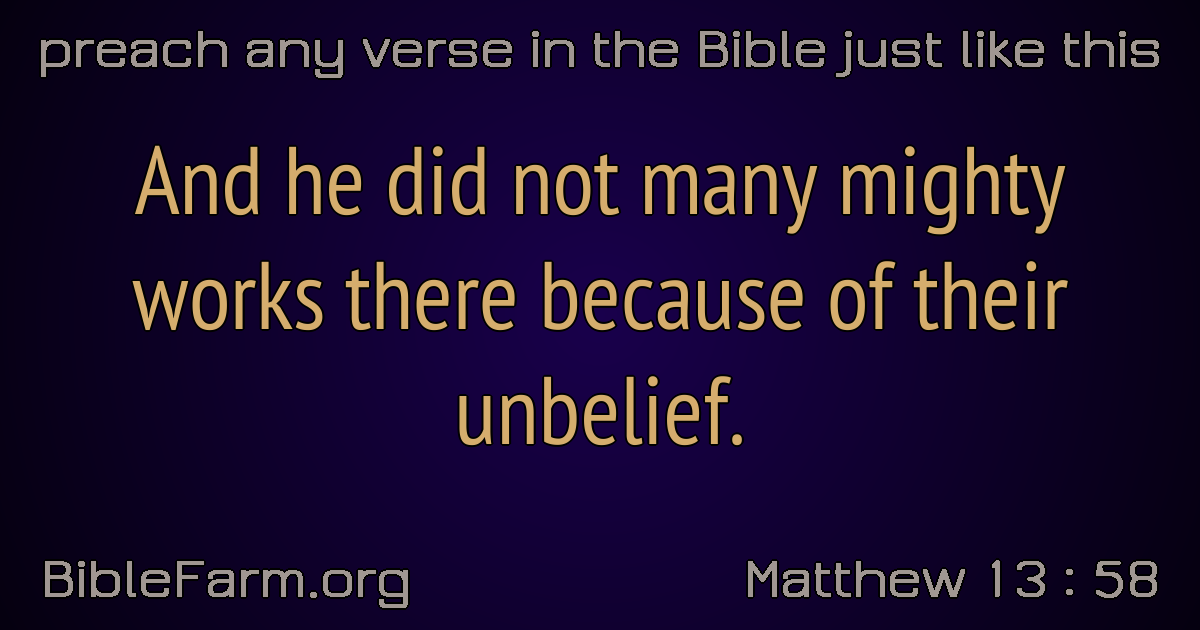 preach any verse in the Bible just like this
And he did not many mighty
works there because of their
unbelief.
BibleFarm.org
Matthew 13 : 58